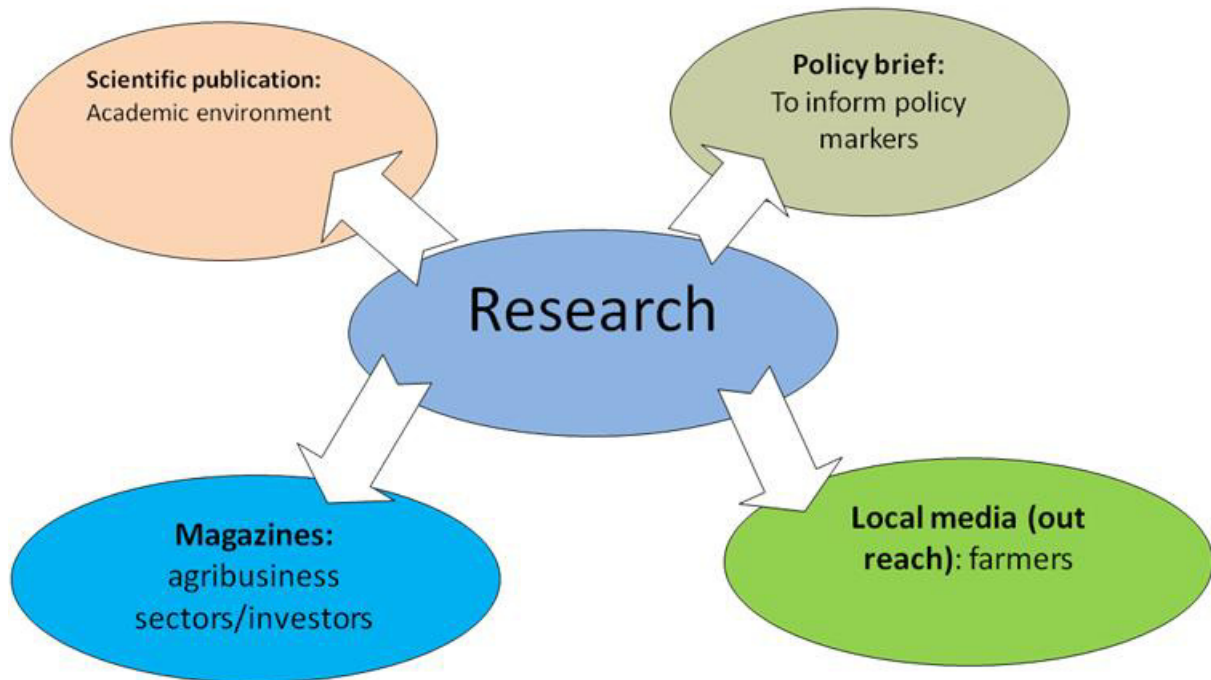 Scientific publication:
Academic environment
Policy brief:
To inform policy
markers
Research
Magazines:
agribusiness
sectors/investors
Local media (out
reach): farmers